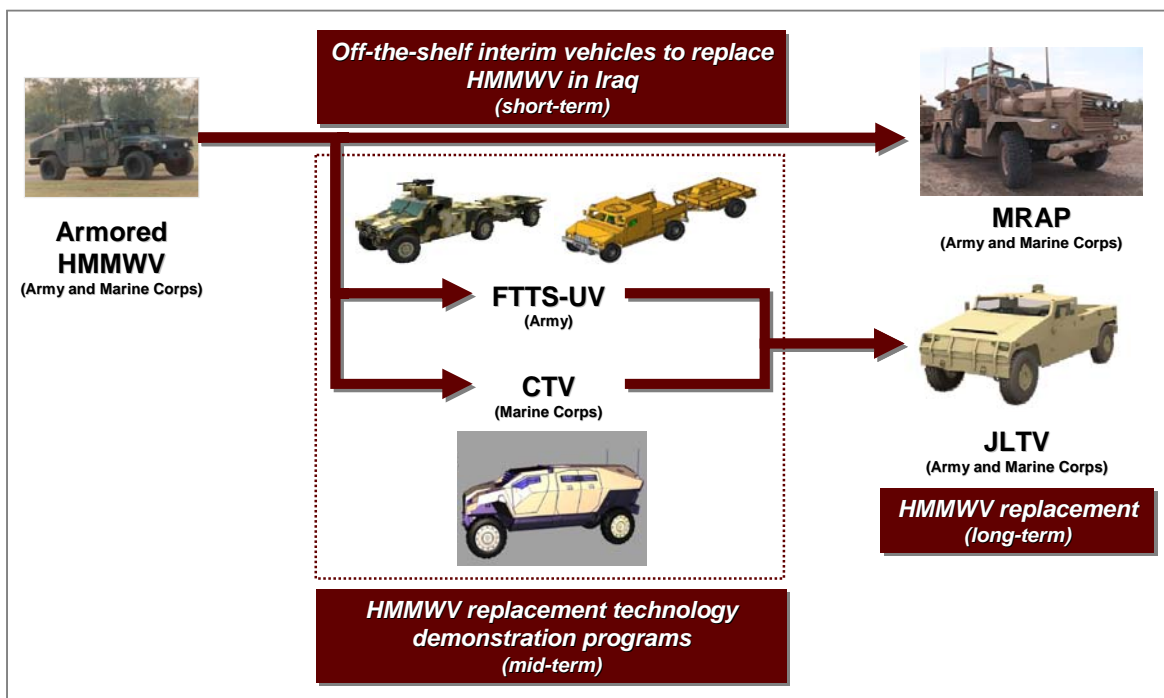 Off-the-shelf interim vehicles to replace
HMMWV in Iraq
(short-term)
Armored
HMMWV
(Army and Marine Corps)
MRAP
(Army and Marine Corps)
FTTS-UV
(Army)
CTV
(Marine Corps)
JLTV
(Army and Marine Corps)
HMMWV replacement
(long-term)
HMMWV replacement technology
demonstration programs
(mid-term)